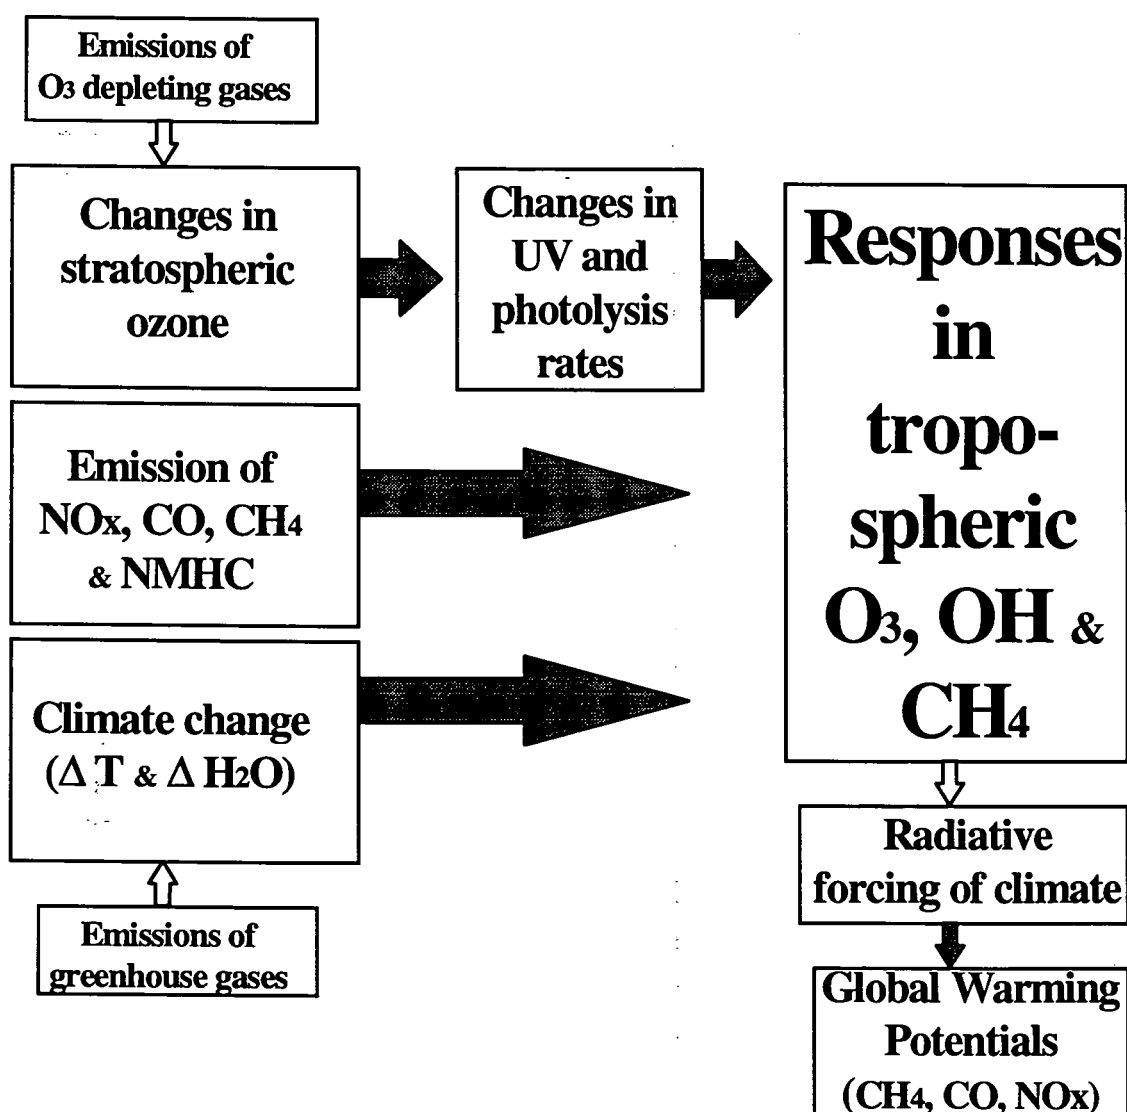 Emissions of
O3 depleting gases
Changes in
stratospheric
ozone
Changes in
UV and
photolysis
rates
Responses
in
tropo-
spheric
O3, OH &
CH4
Emission of
NOx, CO, CH4
& NMHC
Climate change
(Δ T & Δ H2O)
Emissions of
greenhouse gases
Radiative
forcing of climate
Global Warming
Potentials
(CH4, CO, NOx)